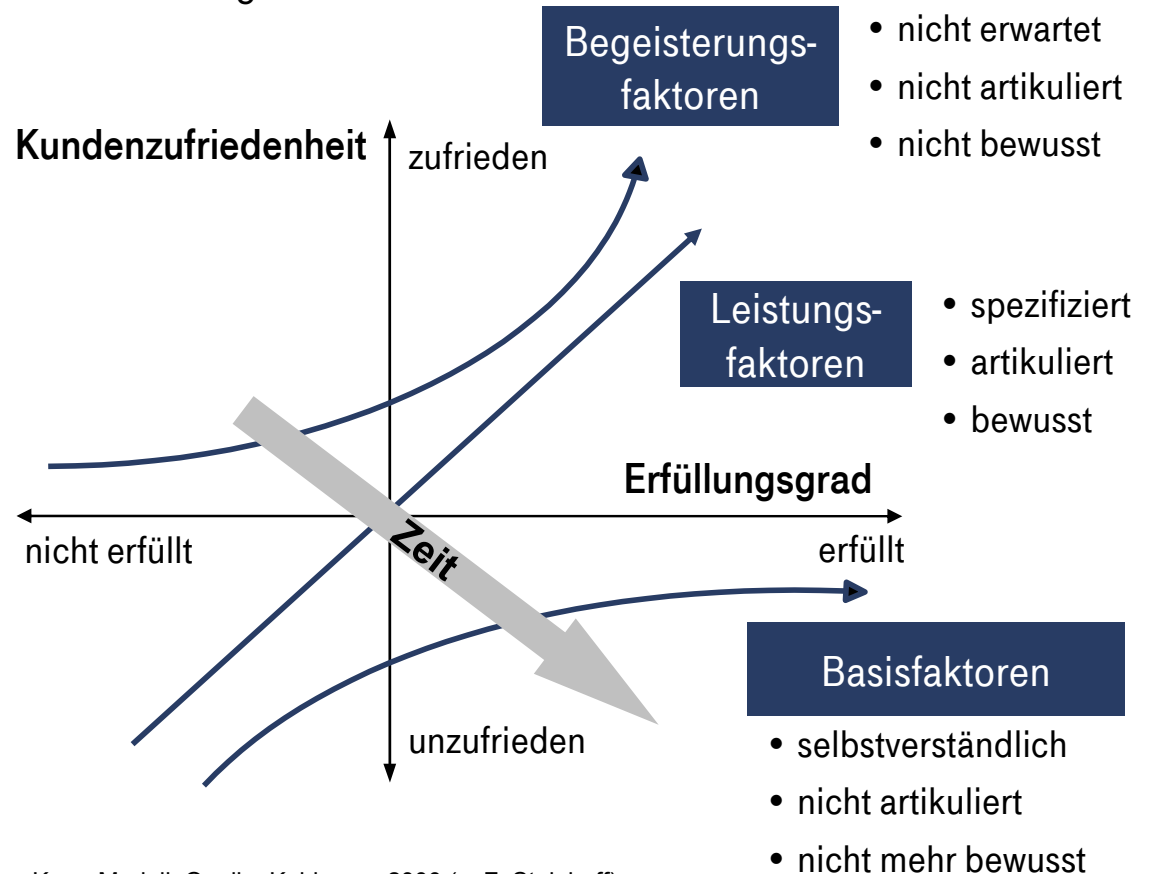 Begeisterungs-
faktoren
• nicht erwartet
• nicht artikuliert
• nicht bewusst
Kundenzufriedenheit
zufrieden
Leistungs-
faktoren
• spezifiziert
• artikuliert
• bewusst
Erfüllungsgrad
nicht erfüllt
erfüllt
Zeit
Basisfaktoren
unzufrieden
• selbstverständlich
• nicht artikuliert
• nicht mehr bewusst